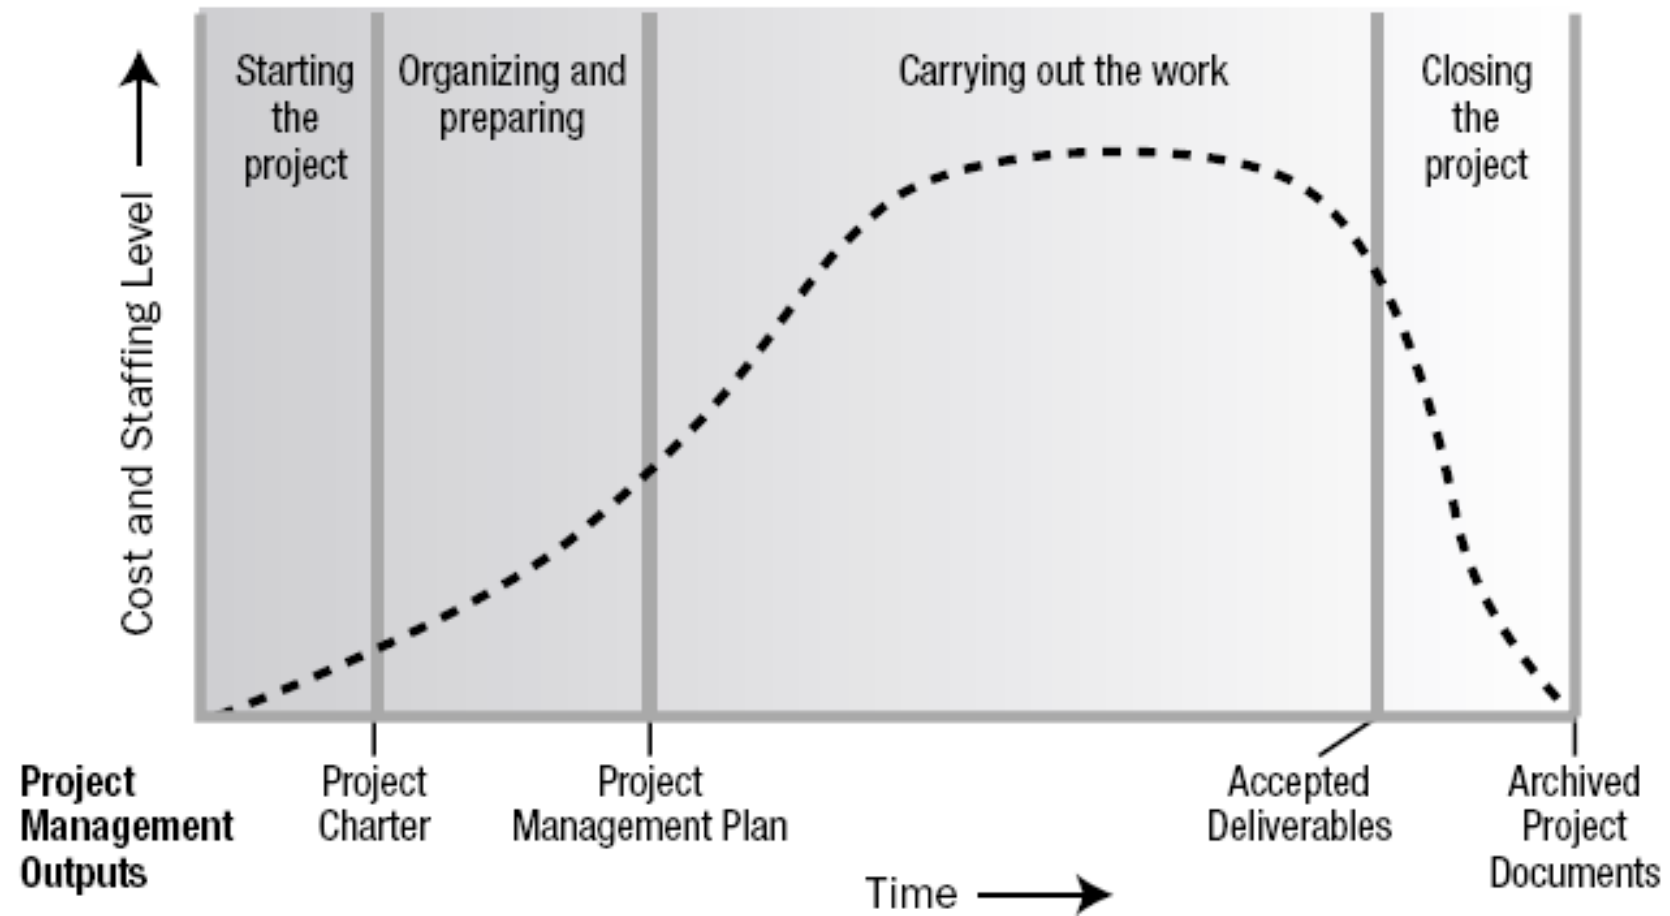 Starting
the
project
Organizing and
preparing
Carrying out the work
Closing
the
project
Cost and Staffing Level
Project
Management
Outputs
Project
Charter
Project
Management Plan
Accepted
Deliverables
Archived
Project
Documents
Time